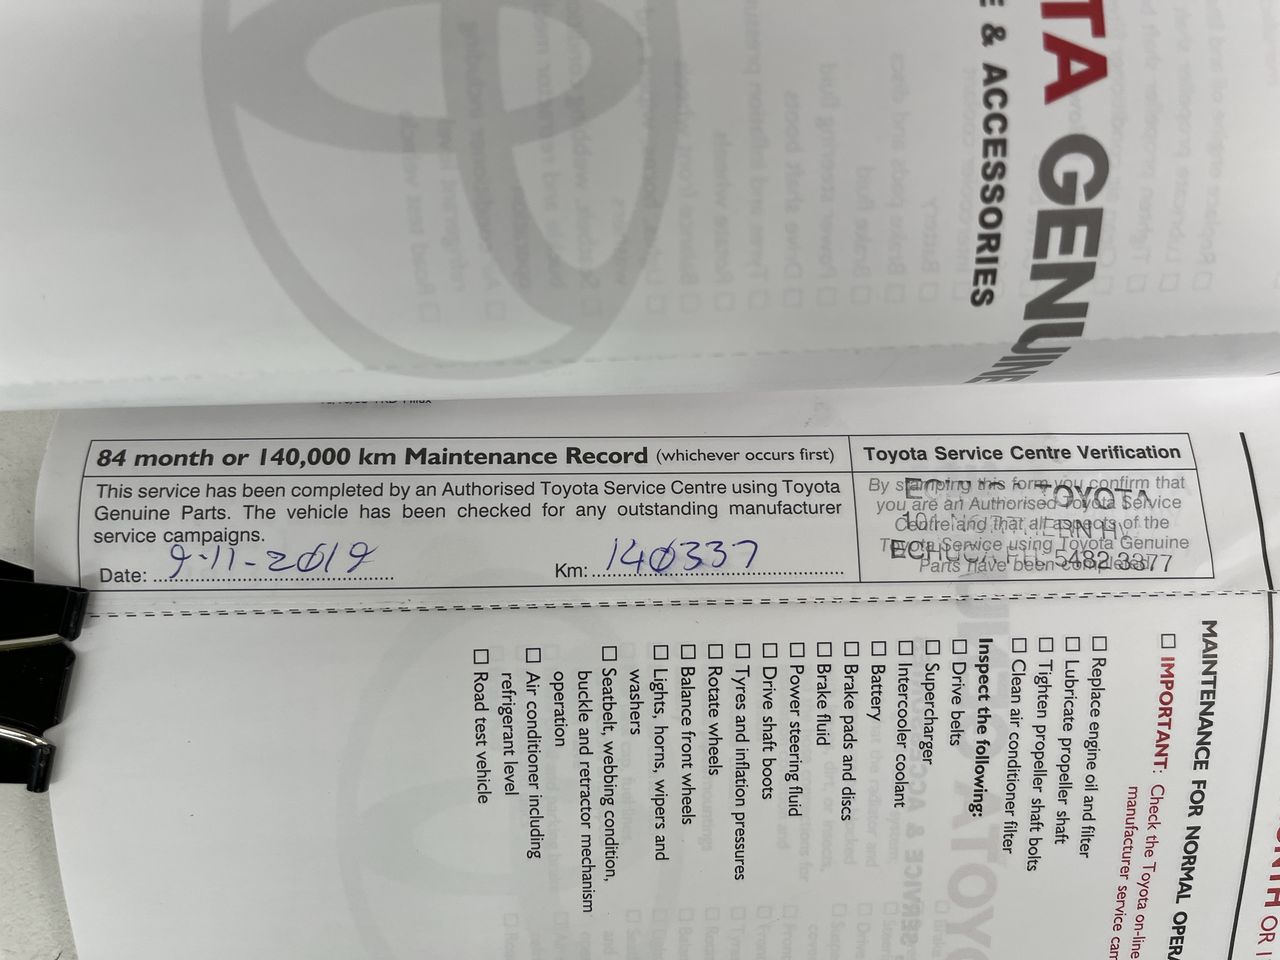 TA GENUINE
E & ACCESSORIES
84 month or 140,000 km Maintenance Record (whichever occurs first)
This service has been completed by an Authorised Toyota Service Centre using Toyota
Genuine Parts. The vehicle has been checked for any outstanding manufacturer
service campaigns.
Date: 9-11-2019
Km: 140337
Toyota Service Centre Verification
By stamping this form you confirm that
you are an Authorised Toyota Service
Centre and that all aspects of the
Toyota Service using Toyota Genuine
Parts have been completed.
TOYOTA
5482 3377
OR 1
MAINTENANCE FOR NORMAL OPERA
☐ IMPORTANT: Check the Toyota on-line
manufacturer service cam
☐ Replace engine oil and filter
☐ Lubricate propeller shaft
☐ Tighten propeller shaft bolts
☐ Clean air conditioner filter
Inspect the following:
☐ Drive belts
☐ Supercharger
☐ Intercooler coolant
☐ Battery
☐ Brake pads and discs
☐ Brake fluid
☐ Power steering fluid
☐ Drive shaft boots
☐ Tyres and inflation pressures
☐ Rotate wheels
☐ Balance front wheels
☐ Lights, horns, wipers and
washers
☐ Seatbelt, webbing condition,
buckle and retractor mechanism
operation
☐ Air conditioner including
refrigerant level
☐ Road test vehicle